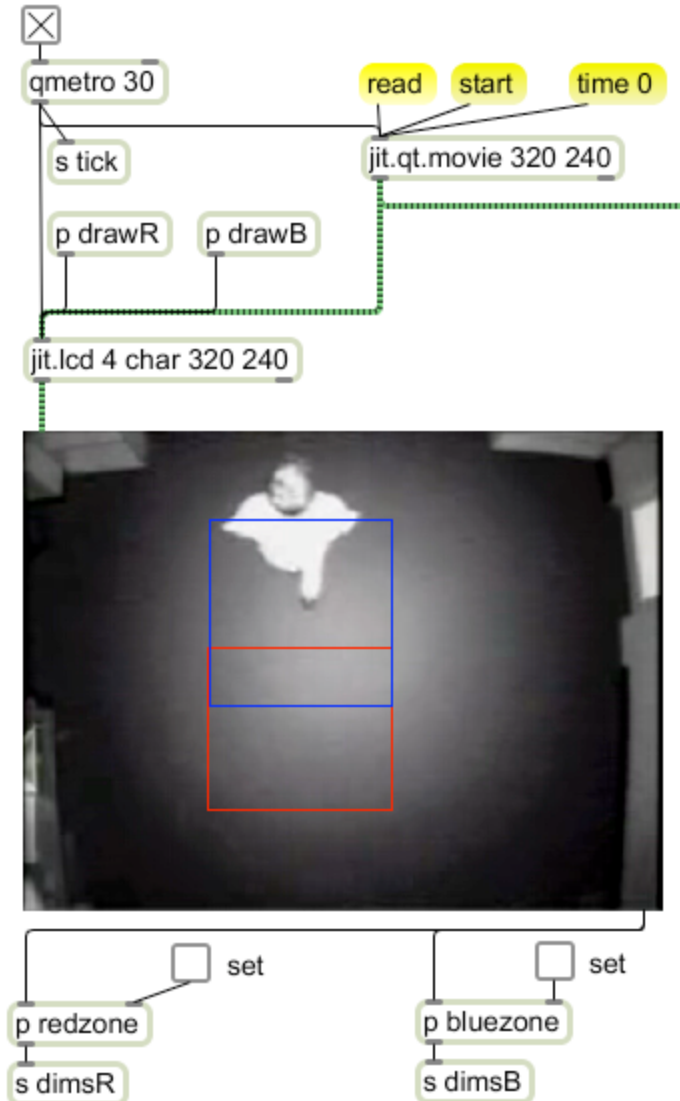 qmetro 30
read
start
time 0
s tick
jit.qt.movie 320 240
p drawR
p drawB
jit.lcd 4 char 320 240
set
set
p redzone
p bluezone
s dimsR
s dimsB